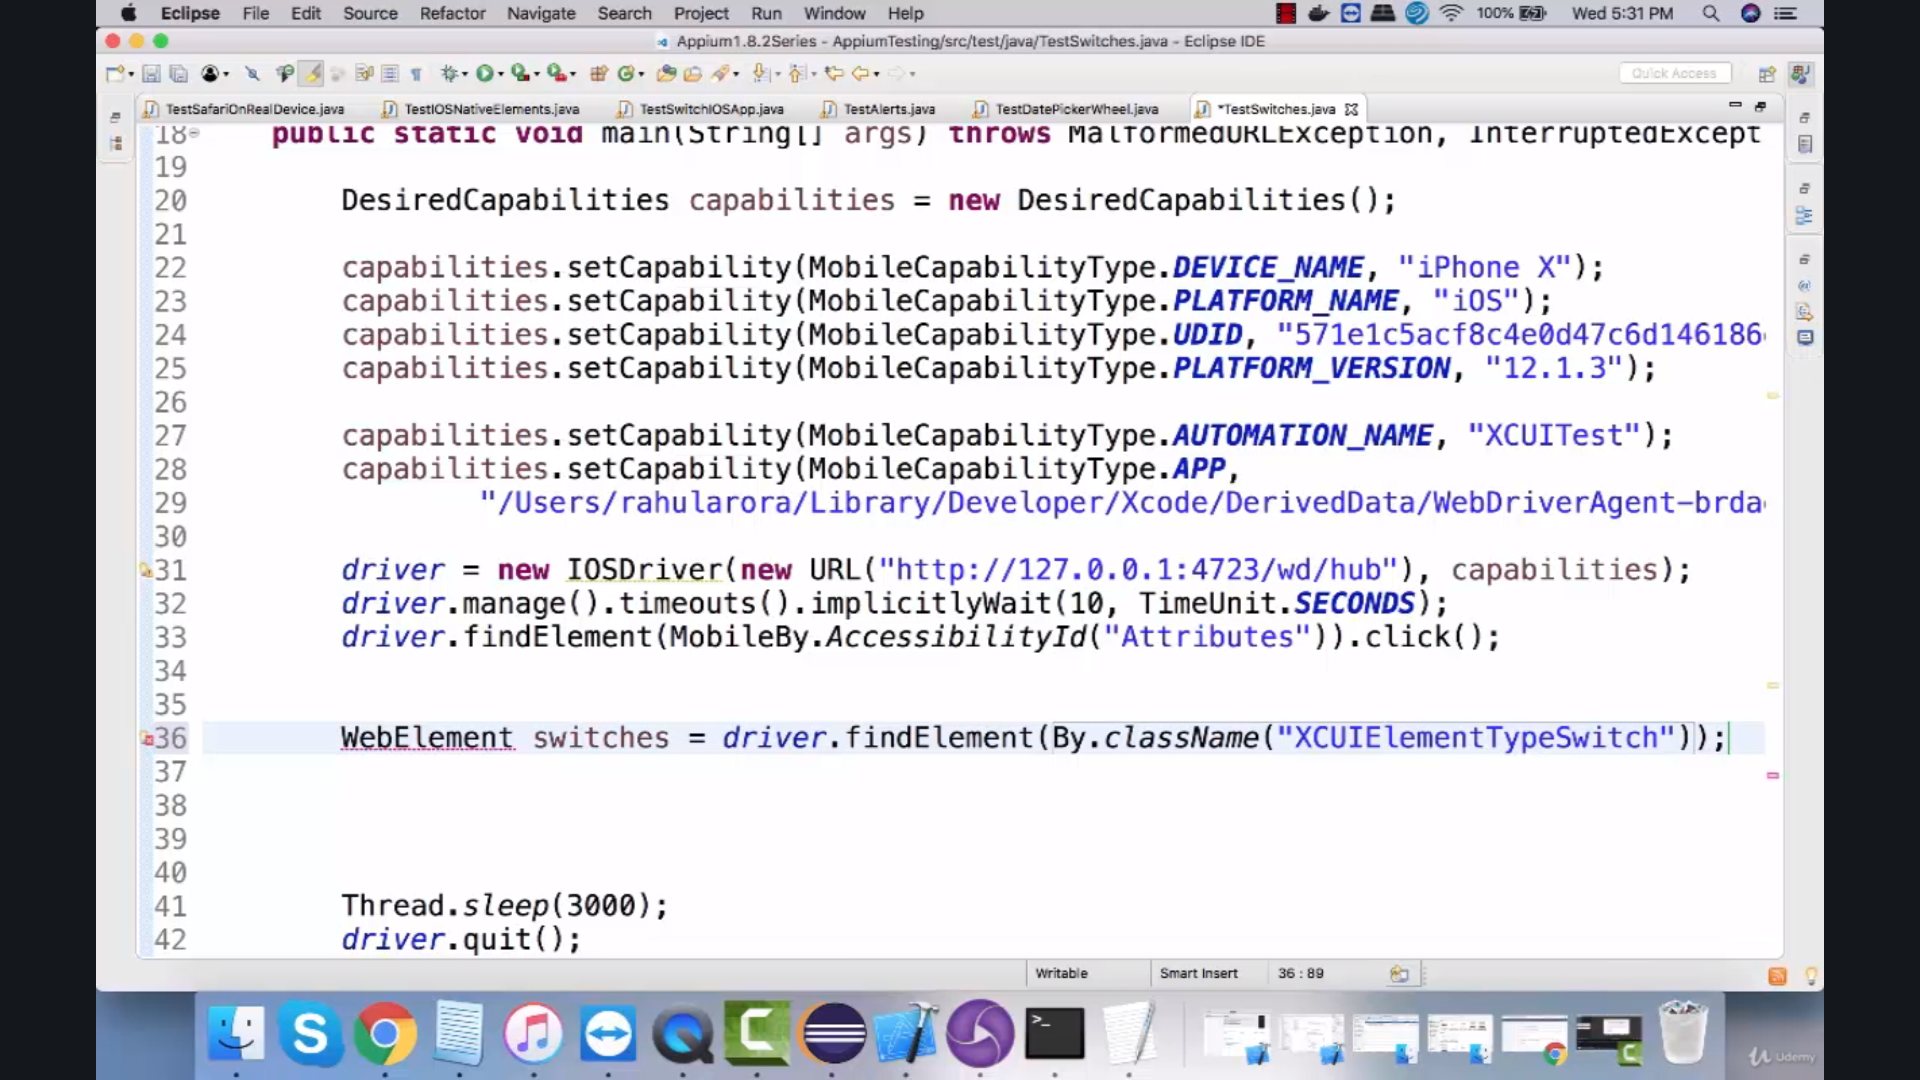 Eclipse File Edit Source Refactor Navigate Search Project Run Window Help 100% Wed 5:31 PM
Appium1.8.2Series - AppiumTesting/src/test/java/TestSwitches.java - Eclipse IDE
Quick Access
TestSafariOnRealDevice.java TestIOSNativeElements.java TestSwitchIOSApp.java TestAlerts.java TestDatePickerWheel.java *TestSwitches.java
18 public static void main(String[] args) throws MalformedURLException, InterruptedExcept
19
20 DesiredCapabilities capabilities = new DesiredCapabilities();
21
22 capabilities.setCapability(MobileCapabilityType.DEVICE_NAME, "iPhone X");
23 capabilities.setCapability(MobileCapabilityType.PLATFORM_NAME, "iOS");
24 capabilities.setCapability(MobileCapabilityType.UDID, "571e1c5acf8c4e0d47c6d146186
25 capabilities.setCapability(MobileCapabilityType.PLATFORM_VERSION, "12.1.3");
26
27 capabilities.setCapability(MobileCapabilityType.AUTOMATION_NAME, "XCUITest");
28 capabilities.setCapability(MobileCapabilityType.APP,
29 "/Users/rahularora/Library/Developer/Xcode/DerivedData/WebDriverAgent-brda
30
31 driver = new IOSDriver(new URL("http://127.0.0.1:4723/wd/hub"), capabilities);
32 driver.manage().timeouts().implicitlyWait(10, TimeUnit.SECONDS);
33 driver.findElement(MobileBy.AccessibilityId("Attributes")).click();
34
35
36 WebElement switches = driver.findElement(By.className("XCUIElementTypeSwitch"));
37
38
39
40
41 Thread.sleep(3000);
42 driver.quit();
Writable Smart Insert 36 : 89
Udemy